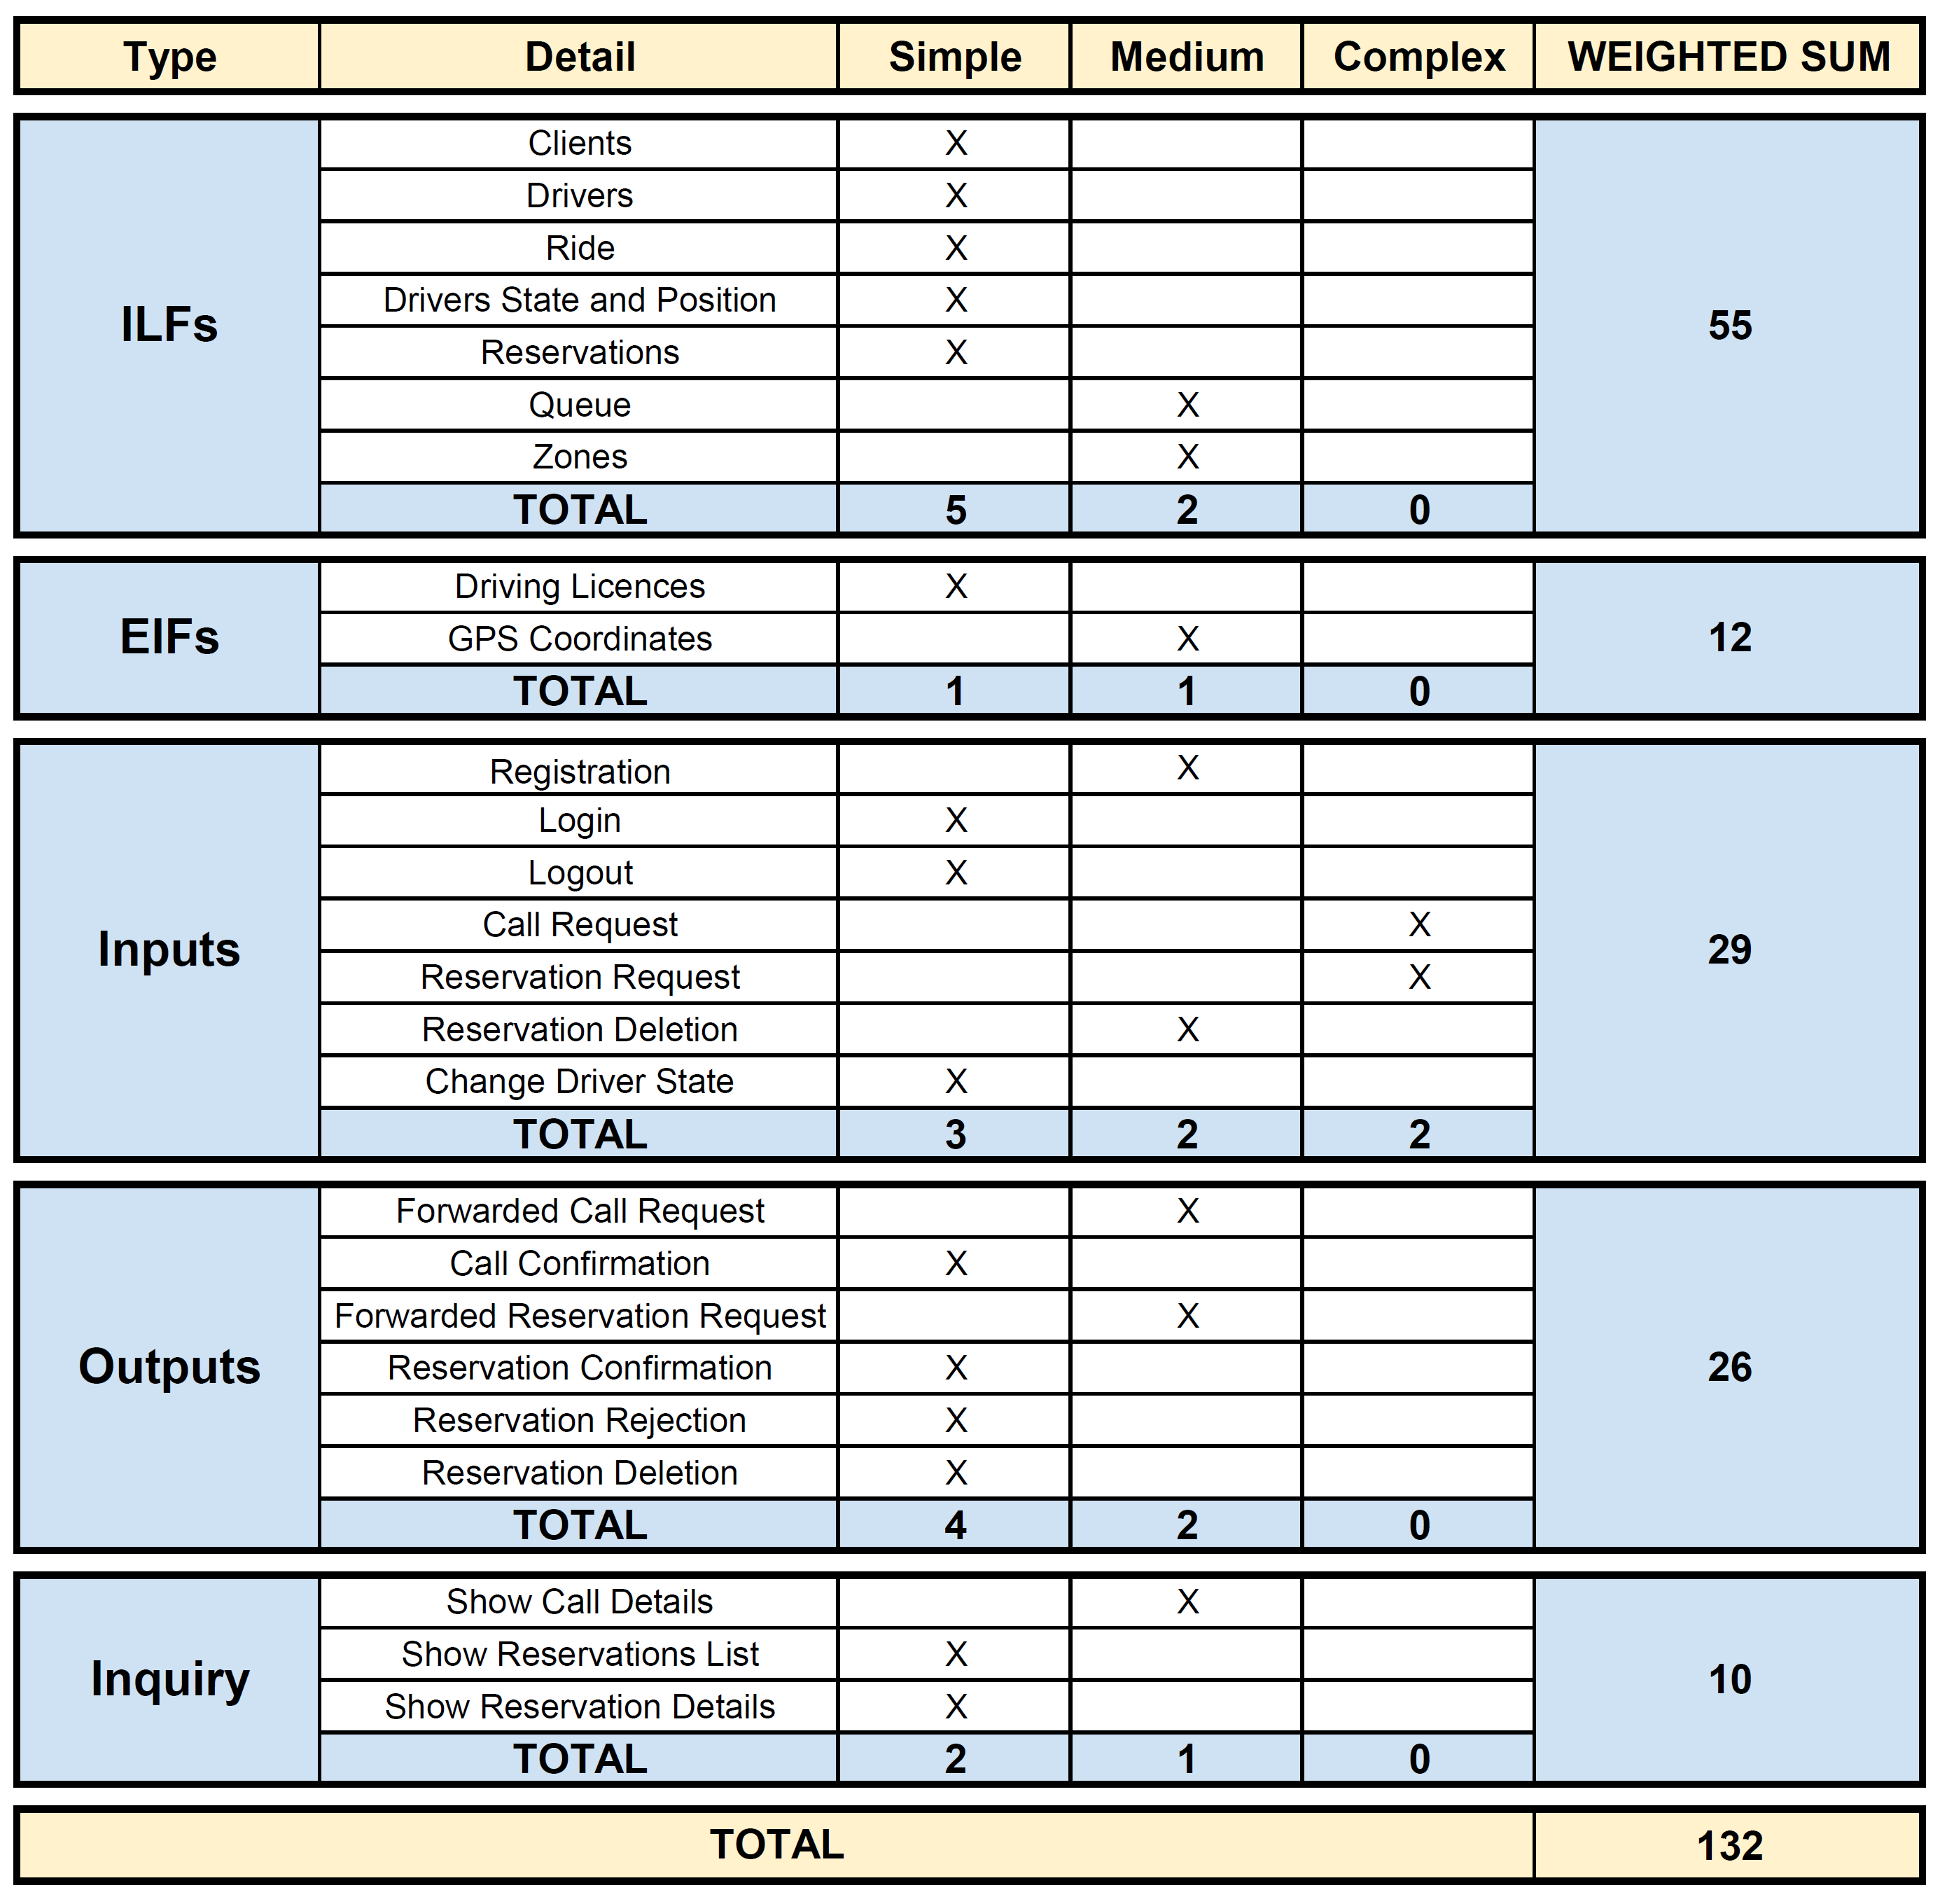 Type Detail Simple Medium Complex WEIGHTED SUM
Clients X
Drivers X
Ride X
Drivers State and Position X
ILFs 55
Reservations X
Queue X
Zones X
TOTAL 5 2 0
Driving Licences X
EIFs GPS Coordinates X 12
TOTAL 1 1 0
Registration X
Login X
Logout X
Call Request X
Inputs 29
Reservation Request X
Reservation Deletion X
Change Driver State X
TOTAL 3 2 2
Forwarded Call Request X
Call Confirmation X
Forwarded Reservation Request X
Outputs Reservation Confirmation X 26
Reservation Rejection X
Reservation Deletion X
TOTAL 4 2 0
Show Call Details X
Show Reservations List X
Inquiry 10
Show Reservation Details X
TOTAL 2 1 0
TOTAL 132